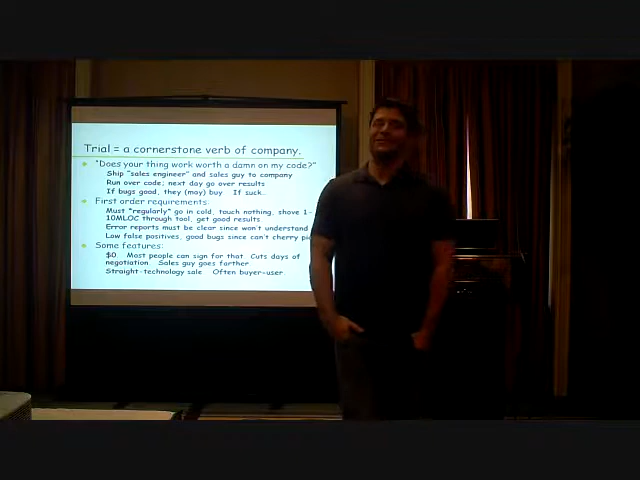 Trial = a cornerstone verb of company.
"Does your thing work worth a damn on my code?"
Ship "sales engineer" and sales guy to company
Run over code; next day go over results
If bugs good, they (may) buy If suck..
First order requirements:
Must "regularly" go in cold, touch nothing, shove 1-
10MLOC through tool, get good results
Error reports must be clear since won't understand
Low false positives, good bugs since can't cherry
Some features:
$0. Most people can sign for that. Cuts days of
negotiation. Sales guy goes farther
Straight-technology sale Often buyer=user.